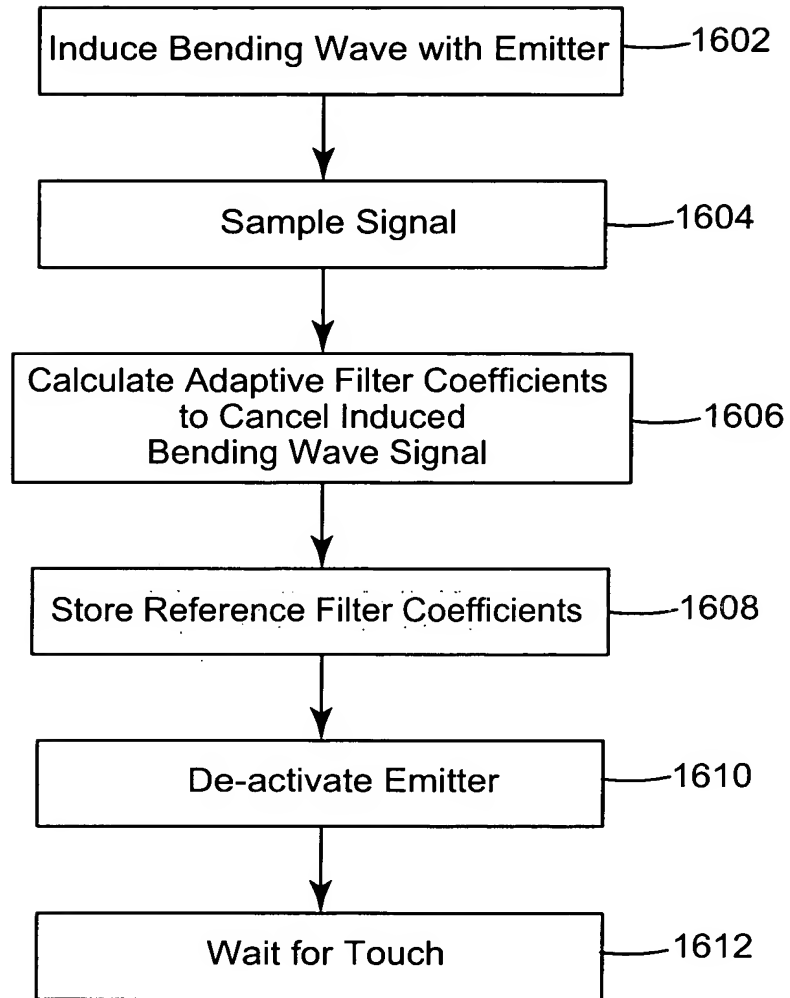 Induce Bending Wave with Emitter
1602
Sample Signal
1604
Calculate Adaptive Filter Coefficients
to Cancel Induced
Bending Wave Signal
1606
Store Reference Filter Coefficients
1608
De-activate Emitter
1610
Wait for Touch
1612